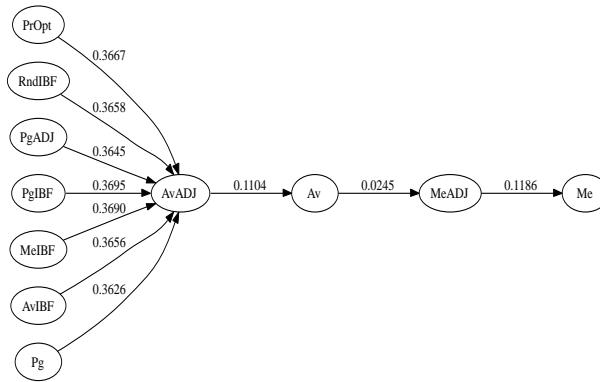 PrOpt
0.3667
RndIBF
0.3658
PgADJ
0.3645
PgIBF
0.3695
AvADJ
0.1104
Av
0.0245
MeADJ
0.1186
Me
0.3690
MeIBF
0.3656
AvIBF
0.3626
Pg